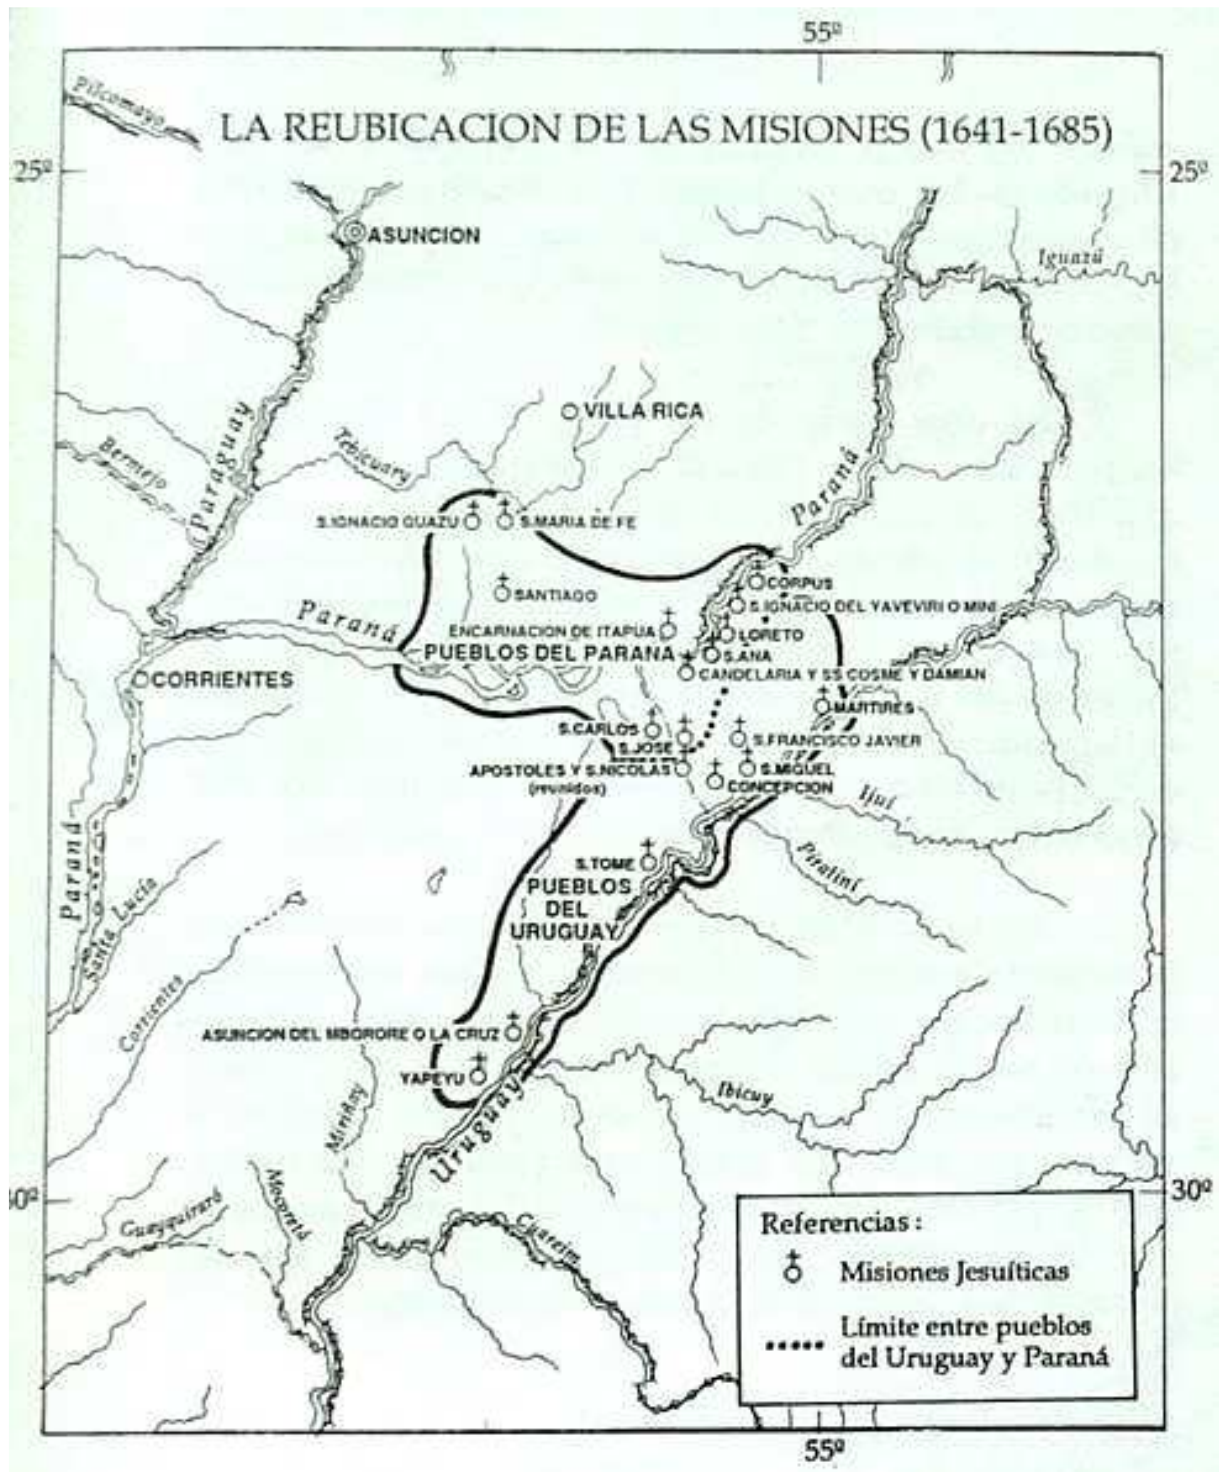 55º
Pilcomayo
LA REUBICACION DE LAS MISIONES (1641-1685)
25º
25º
ASUNCION
Iguazú
VILLA RICA
Paraguay
Tebicuary
Bermejo
Paraná
S.IGNACIO GUAZU
S.MARIA DE FE
CORPUS
SANTIAGO
S.IGNACIO DEL YAVEVIRI O MINI
Paraná
ENCARNACION DE ITAPUA
LORETO
PUEBLOS DEL PARANA
S.ANA
CANDELARIA Y SS COSME Y DAMIAN
CORRIENTES
MARTIRES
S.CARLOS
S.JOSE
S.FRANCISCO JAVIER
APOSTOLES Y S.NICOLAS
(reunidos)
S.MIGUEL
CONCEPCION
Ijuí
Paraná
S.TOME
Piratiní
PUEBLOS
DEL
URUGUAY
Santa Lucía
Corrientes
ASUNCION DEL MBORORE O LA CRUZ
YAPEYU
Ibicuy
Miriñay
Uruguay
0º
30º
Guayquiraró
Mocoretá
Cuareim
Referencias :
Misiones Jesuíticas
Límite entre pueblos
del Uruguay y Paraná
55º